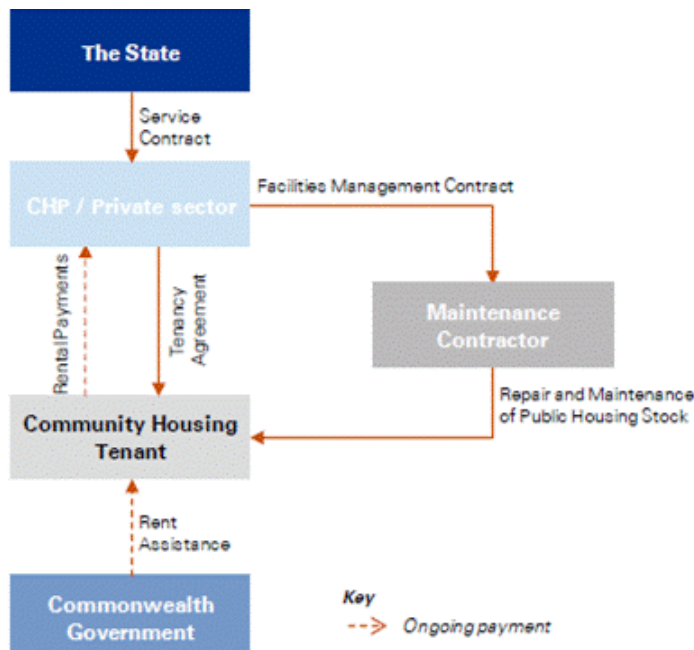 The State
Service
Contract
CHP / Private sector
Facilities Management Contract
Rental Payments
Tenancy
Agreement
Maintenance
Contractor
Repair and Maintenance
of Public Housing Stock
Community Housing
Tenant
Rent
Assistance
Commonwealth
Government
Key
Ongoing payment